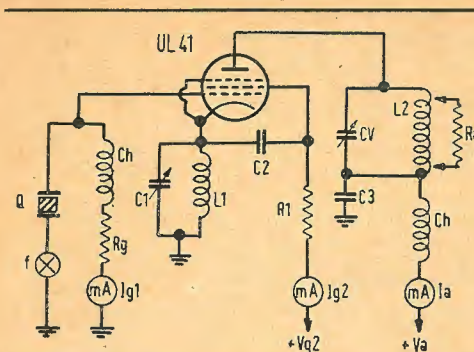 UL 41
L2
R
Ch
CV
C2
C1
L1
C3
R1
Q
Rg
Ch
f
mA Ig1
mA Ig2
mA Ia
+Vg2
+Va